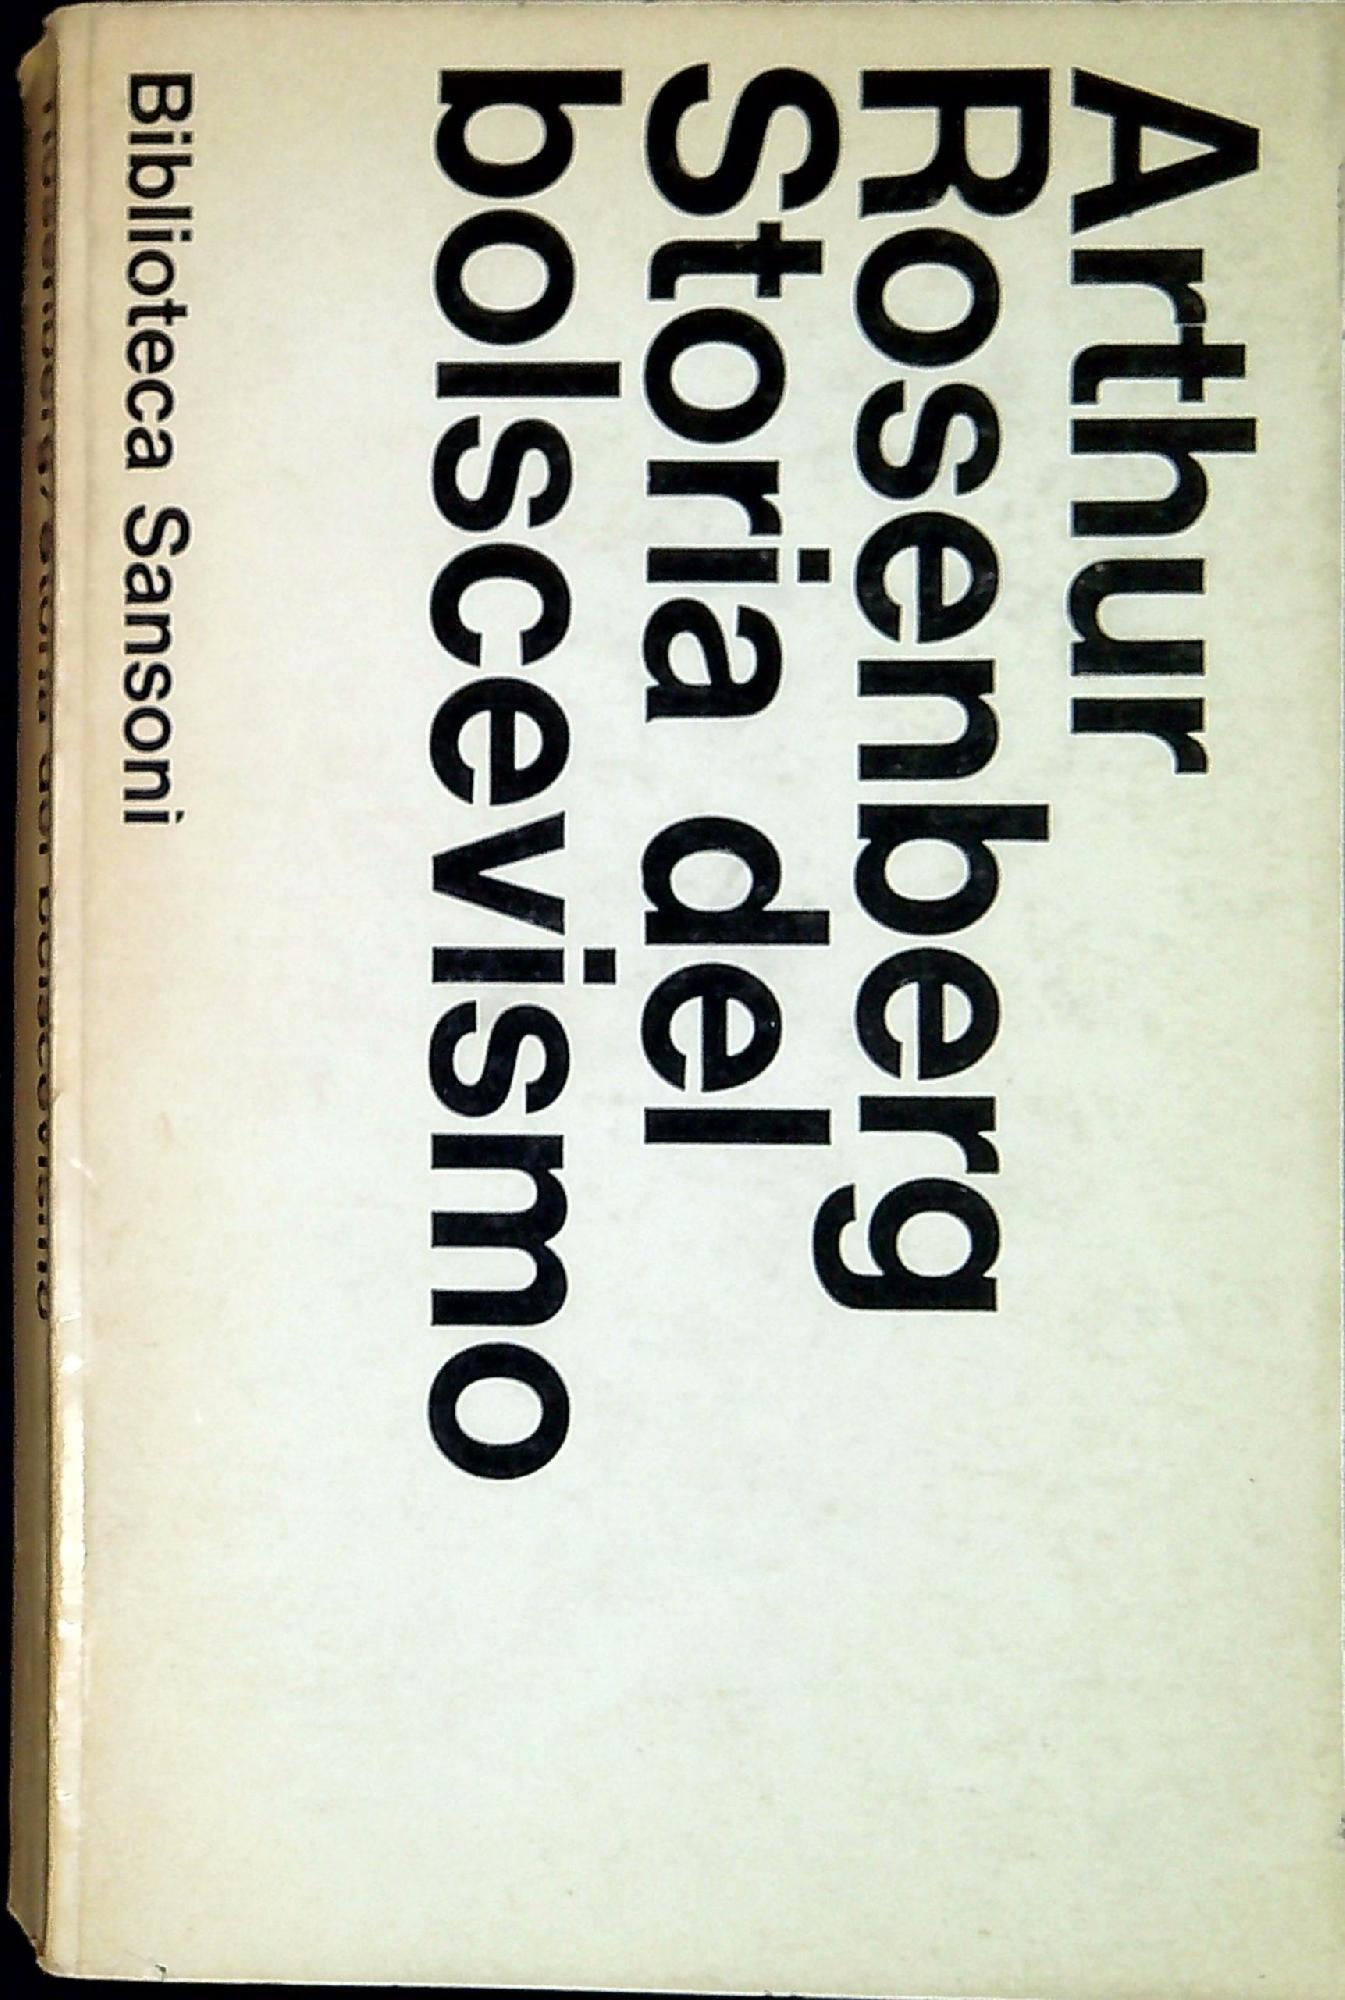 Arthur
Rosenberg
Storia del
bolscevismo
Biblioteca Sansoni